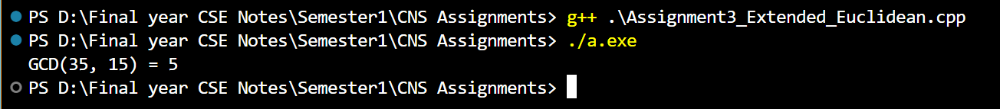 PS D:\Final year CSE Notes\Semester1\CNS Assignments> g++ .\Assignment3_Extended_Euclidean.cpp
PS D:\Final year CSE Notes\Semester1\CNS Assignments> ./a.exe
GCD(35, 15) = 5
PS D:\Final year CSE Notes\Semester1\CNS Assignments>